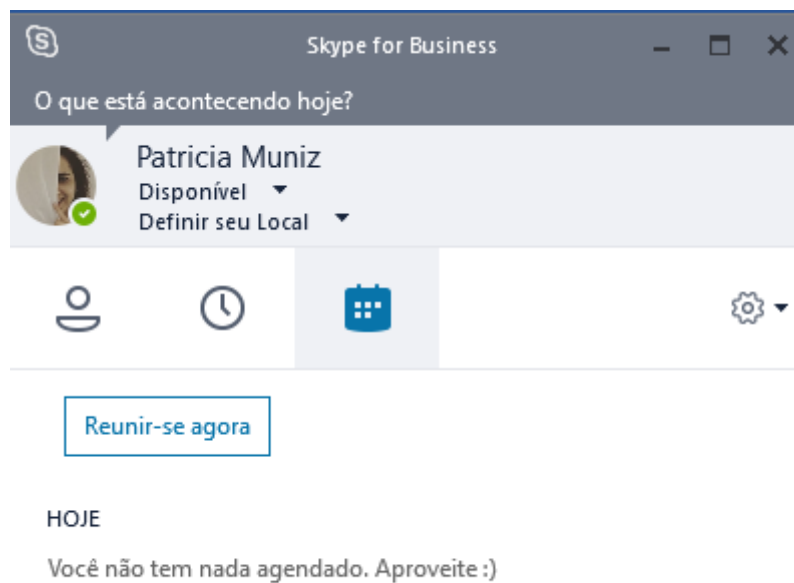 Skype for Business
O que está acontecendo hoje?
Patricia Muniz
Disponível
Definir seu Local
Reunir-se agora
HOJE
Você não tem nada agendado. Aproveite :)